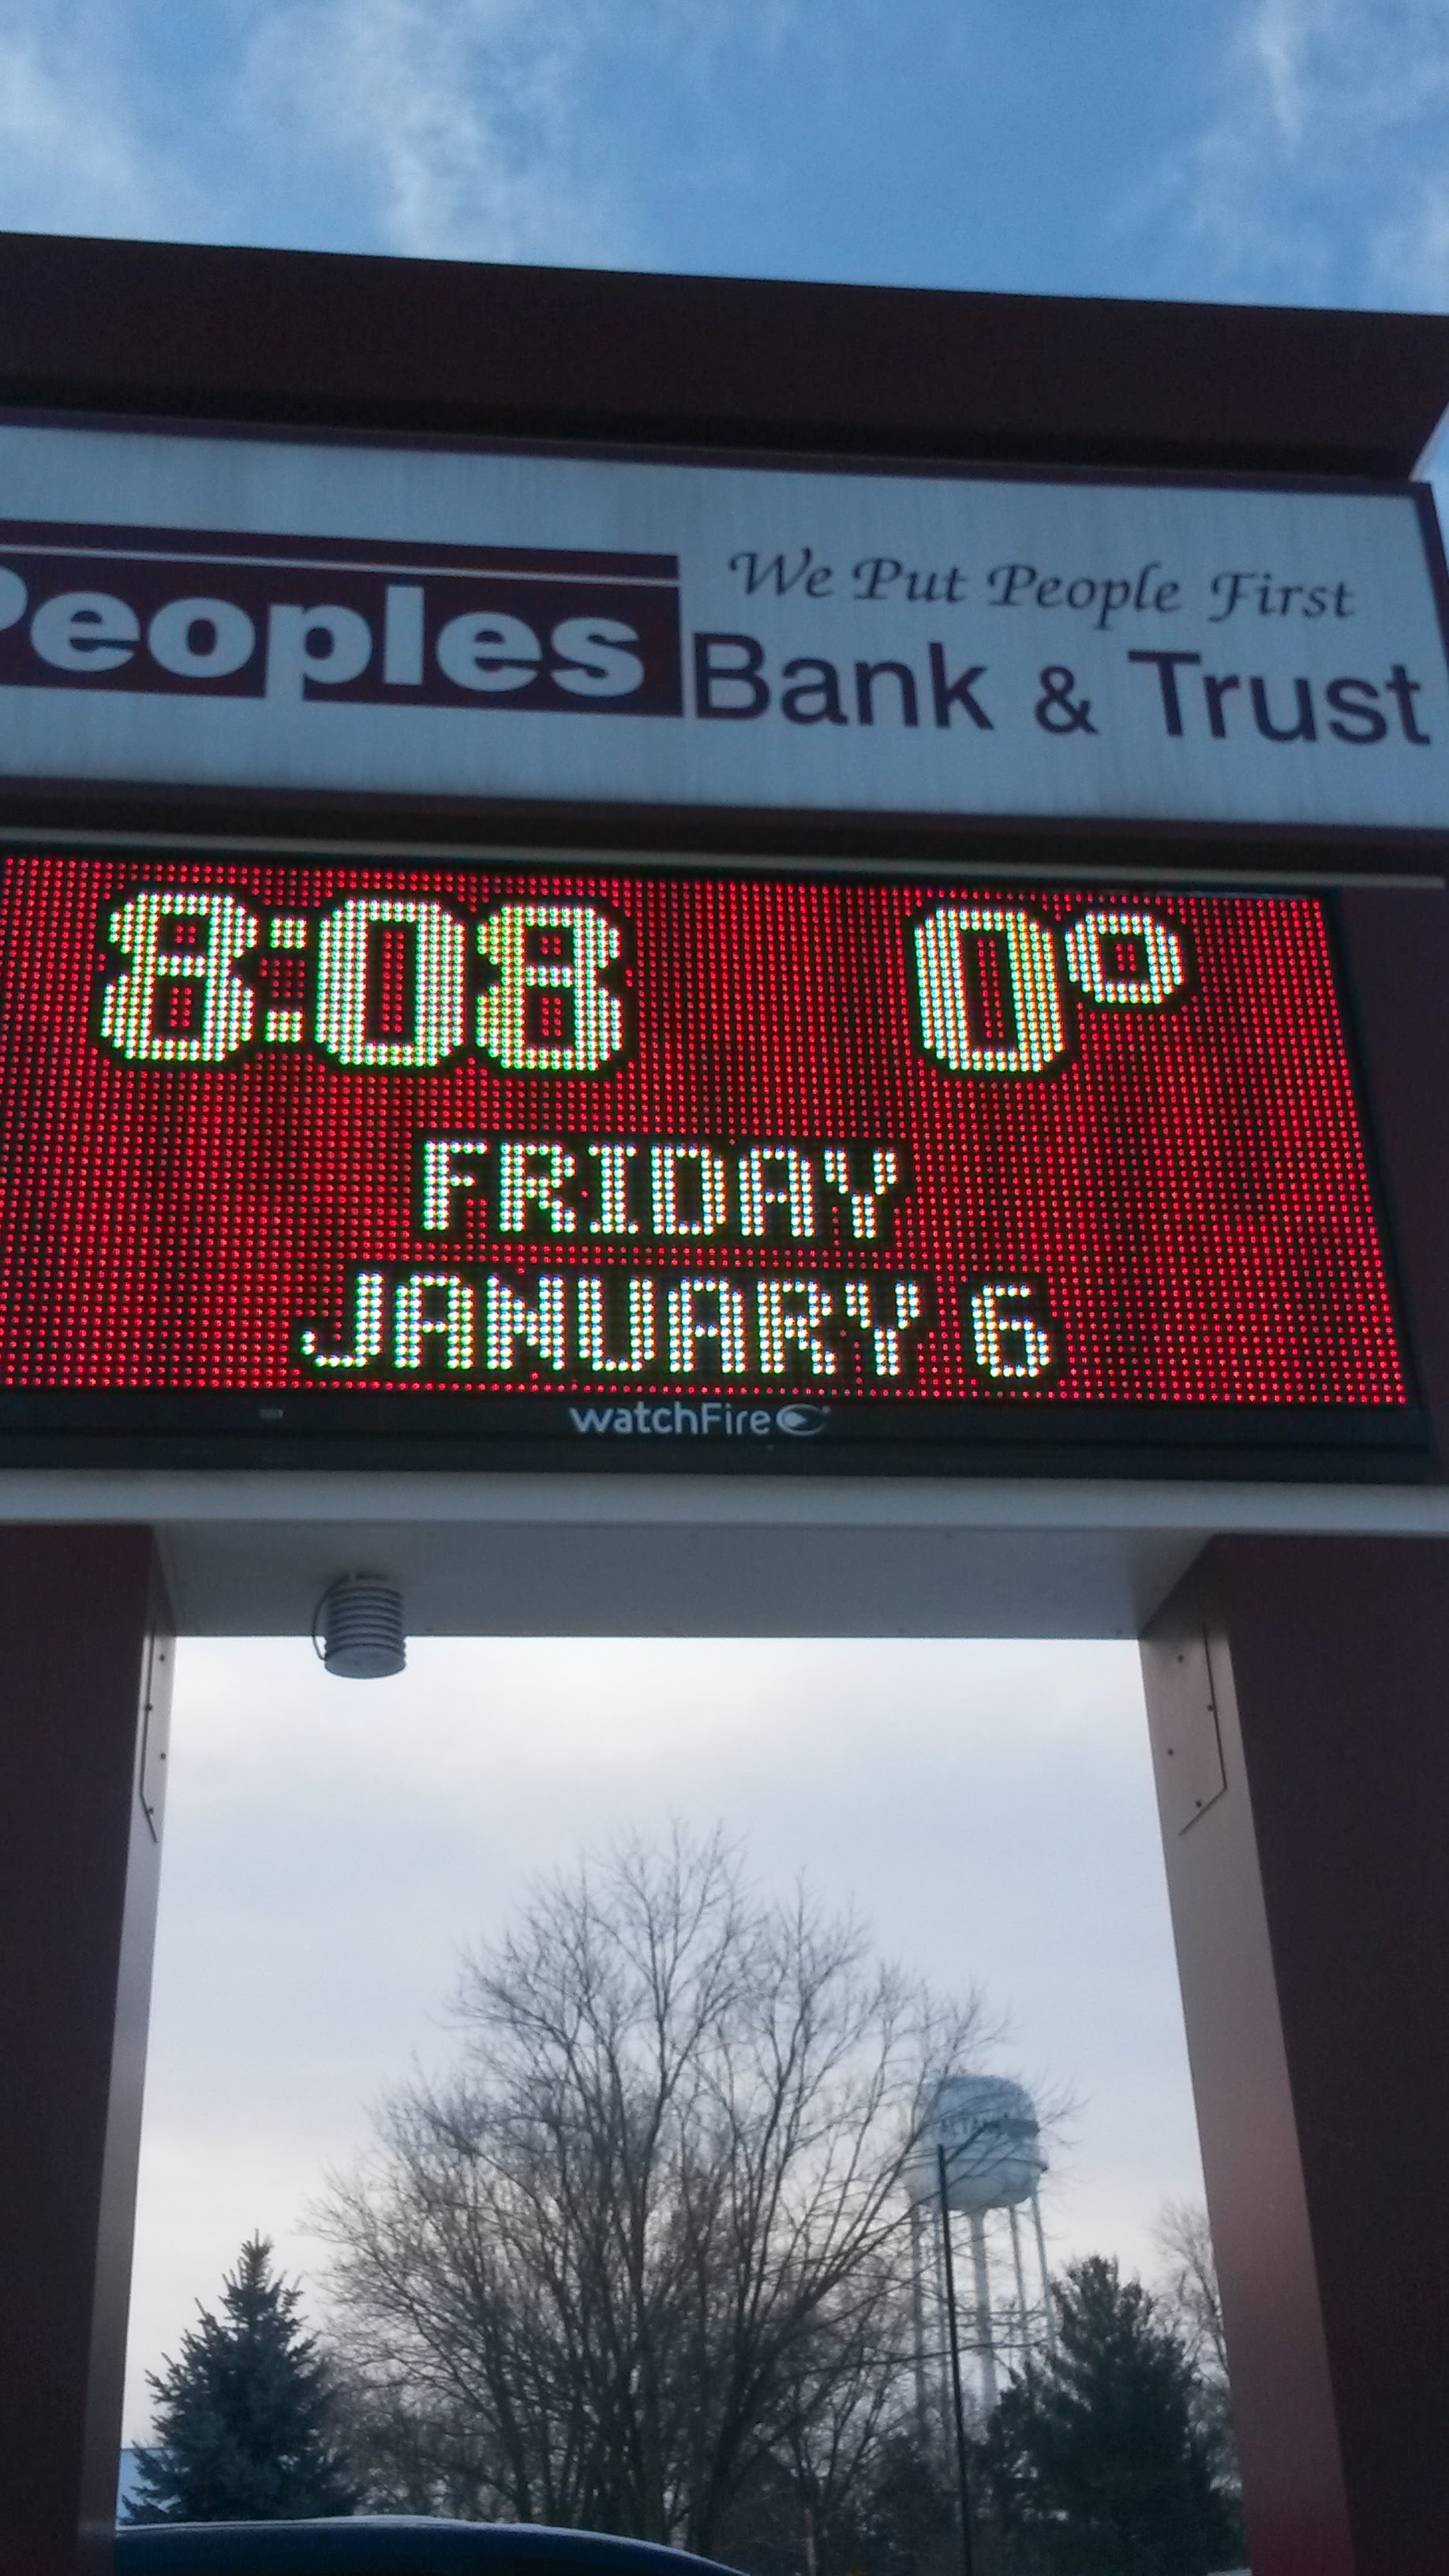 We Put People First
Peoples Bank & Trust
8:08 0°
FRIDAY
JANUARY 6
watchFire